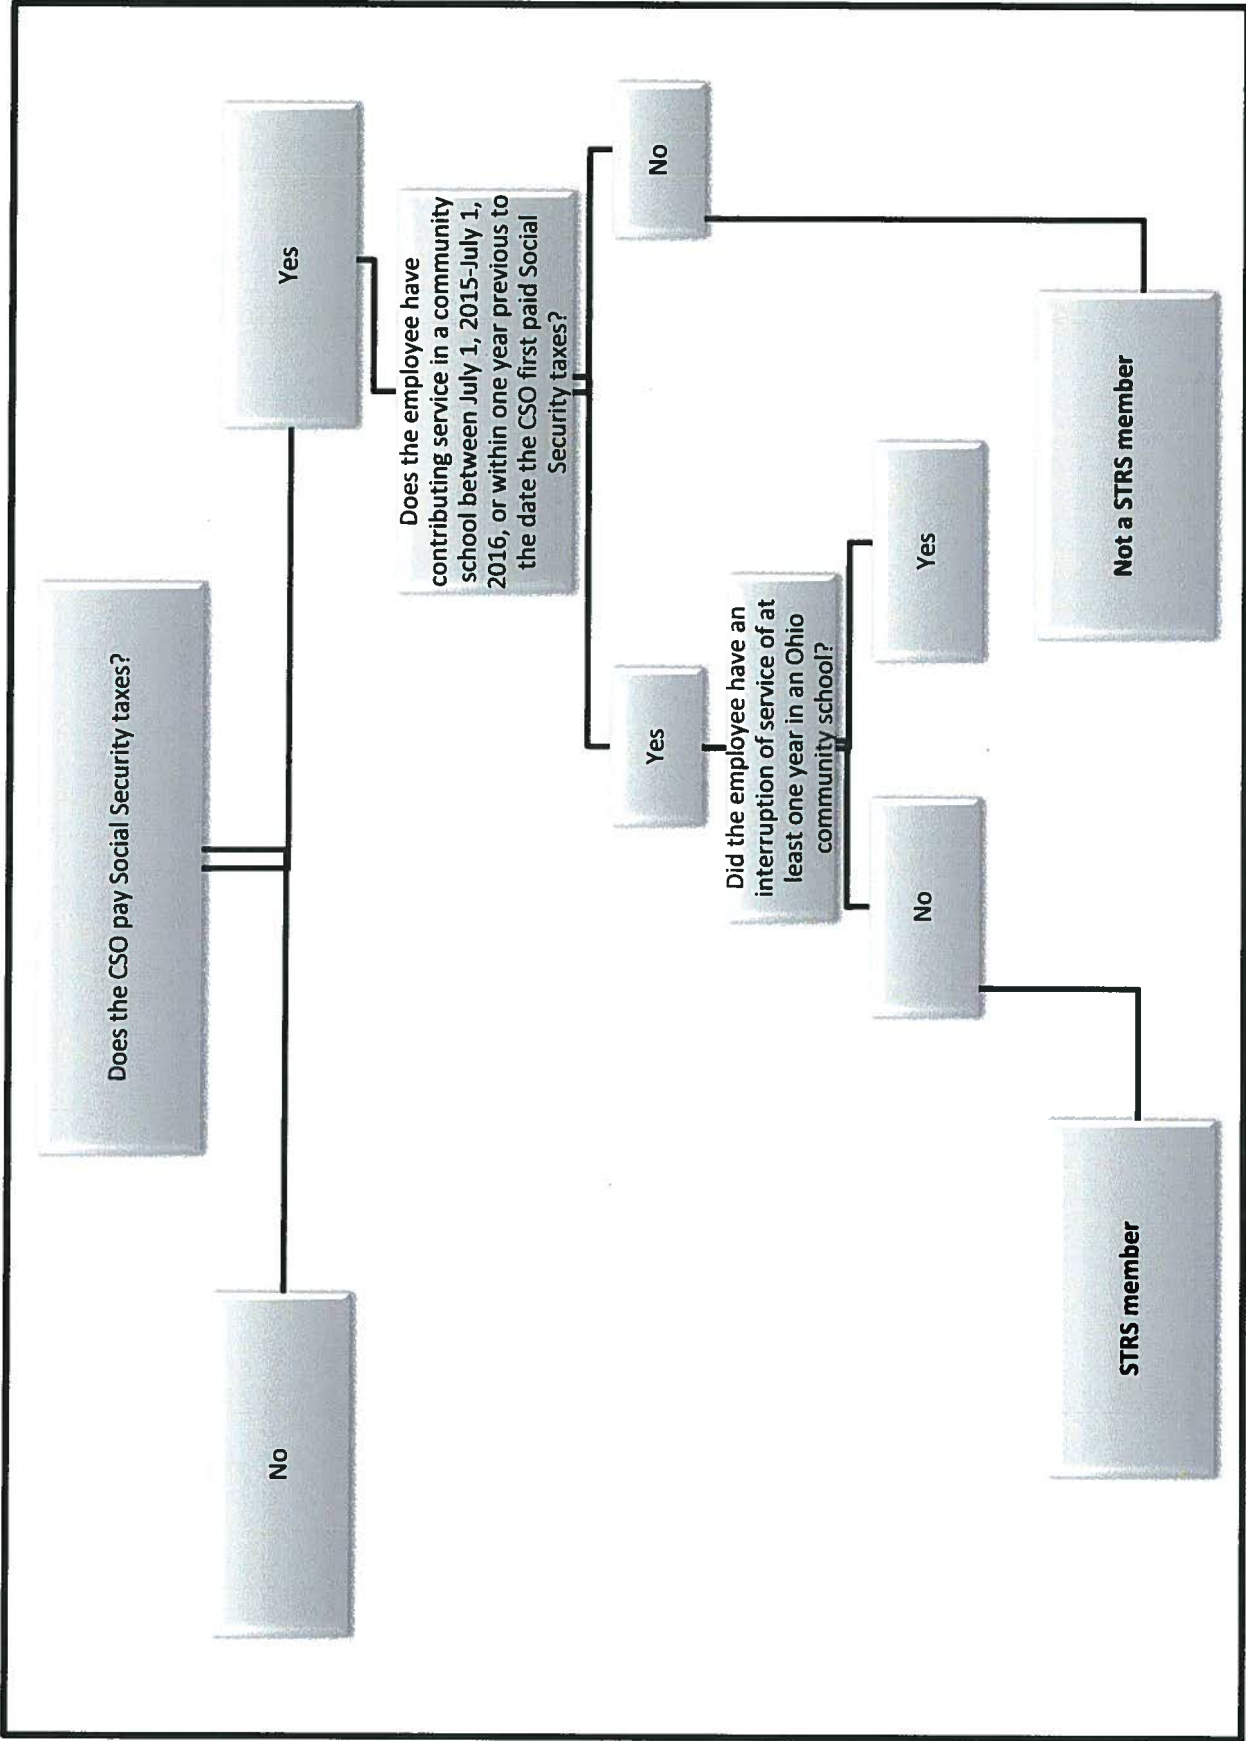 Does the CSO pay Social Security taxes?
No
Yes
Does the employee have
contributing service in a community
school between July 1, 2015-July 1,
2016, or within one year previous to
the date the CSO first paid Social
Security taxes?
Yes
No
Did the employee have an
interruption of service of at
least one year in an Ohio
community school?
No
Yes
STRS member
Not a STRS member